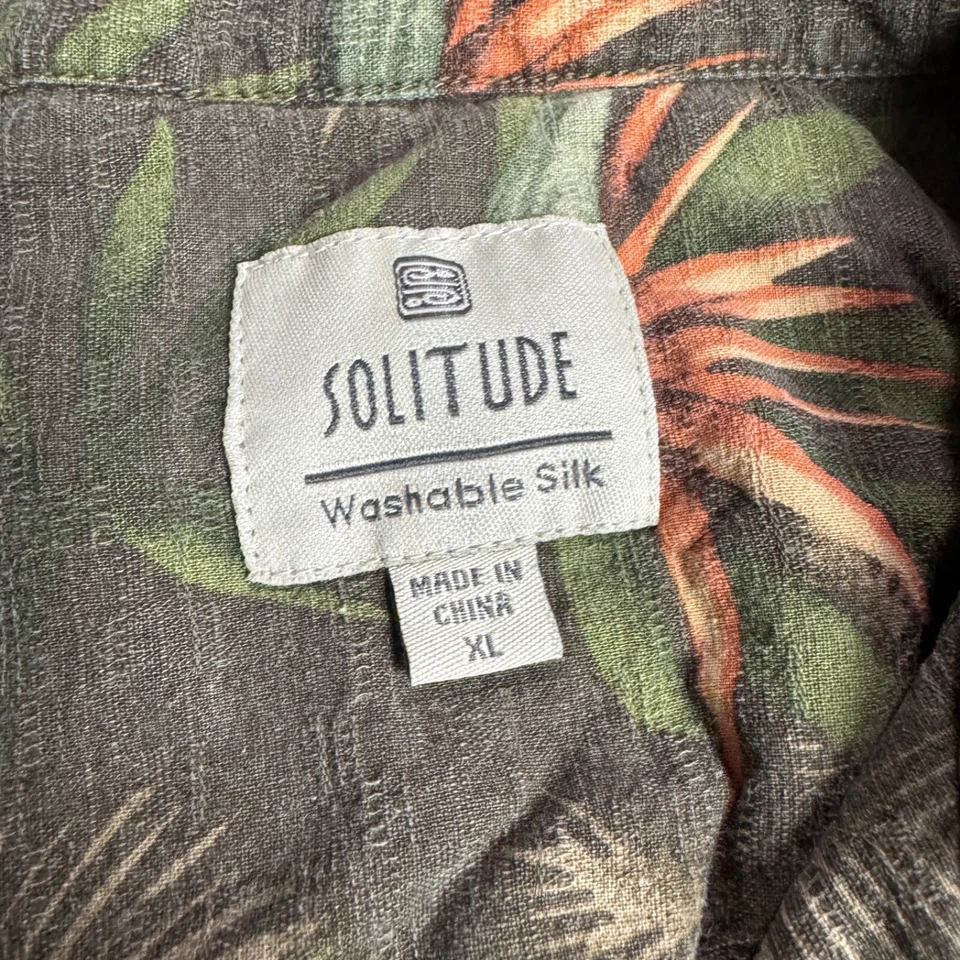 SOLITUDE
Washable Silk
MADE IN
CHINA
XL